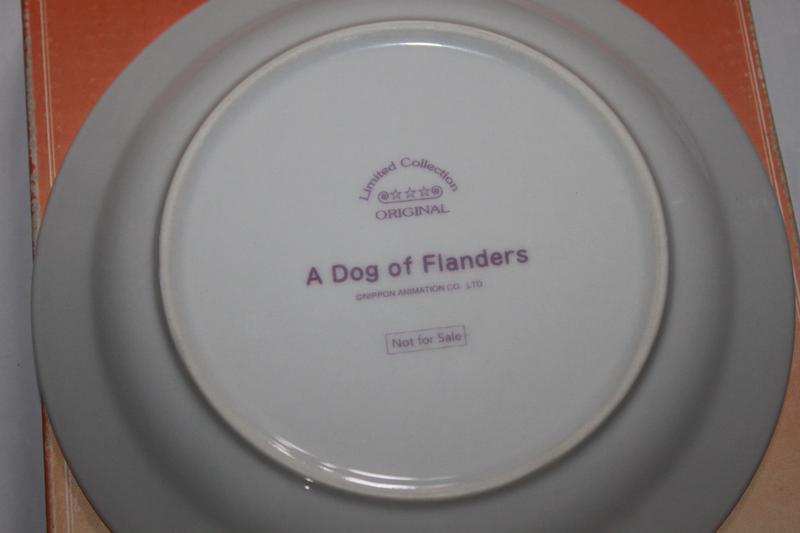 Limited Collection
ORIGINAL
A Dog of Flanders
©NIPPON ANIMATION CO.,LTD
Not for Sale